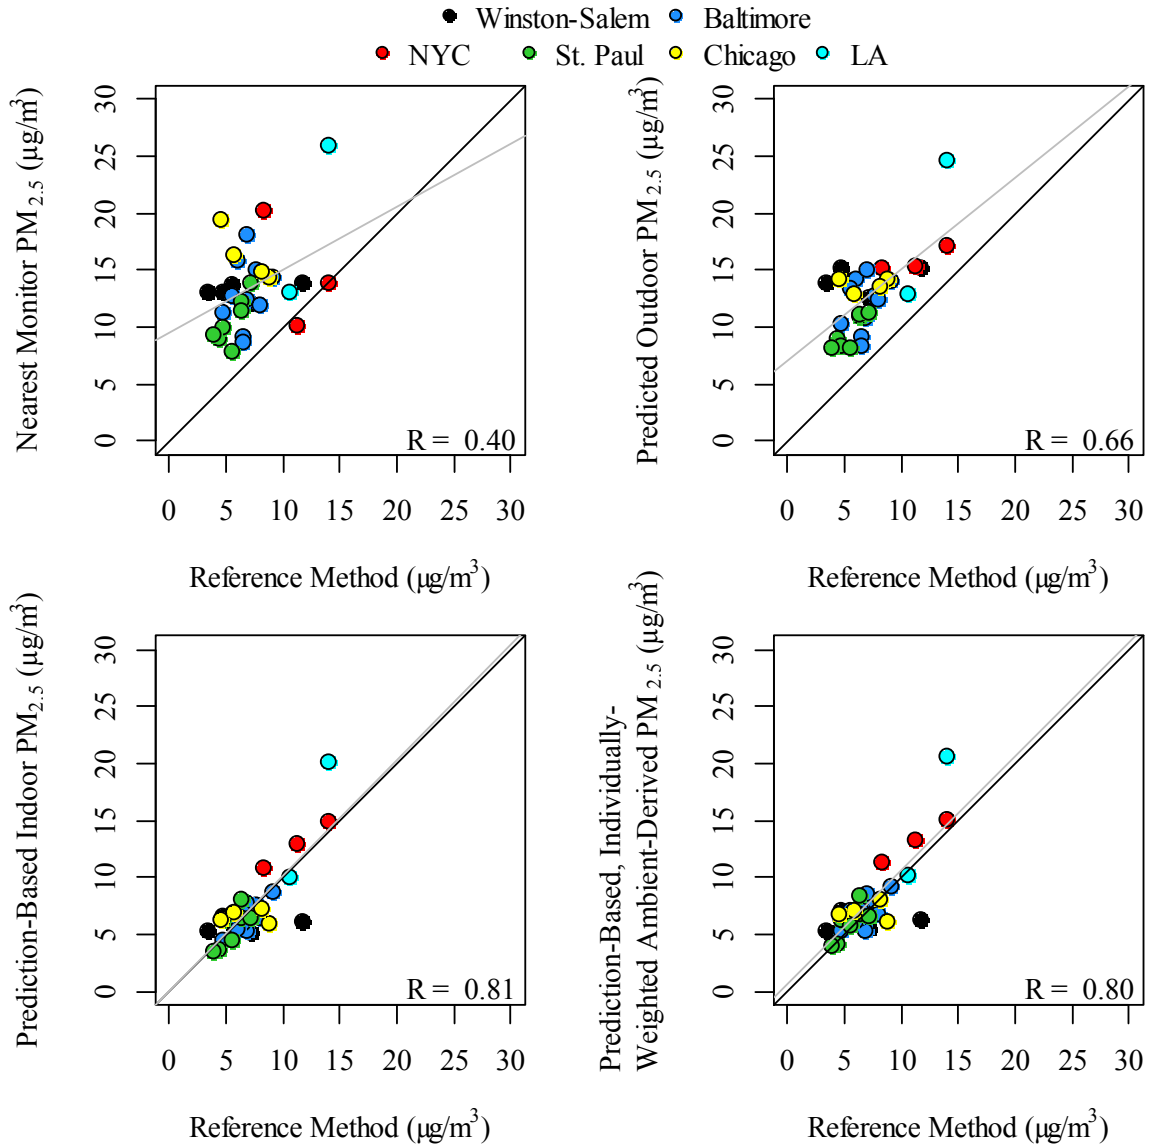 Winston-Salem Baltimore
NYC St. Paul Chicago LA
Nearest Monitor PM2.5 (μg/m3)
30
25
20
15
10
5
0
R = 0.40
0 5 10 15 20 25 30
Reference Method (μg/m3)
Predicted Outdoor PM2.5 (μg/m3)
30
25
20
15
10
5
0
R = 0.66
0 5 10 15 20 25 30
Reference Method (μg/m3)
Prediction-Based Indoor PM2.5 (μg/m3)
30
25
20
15
10
5
0
R = 0.81
0 5 10 15 20 25 30
Reference Method (μg/m3)
Prediction-Based, Individually-
Weighted Ambient-Derived PM2.5 (μg/m3)
30
25
20
15
10
5
0
R = 0.80
0 5 10 15 20 25 30
Reference Method (μg/m3)